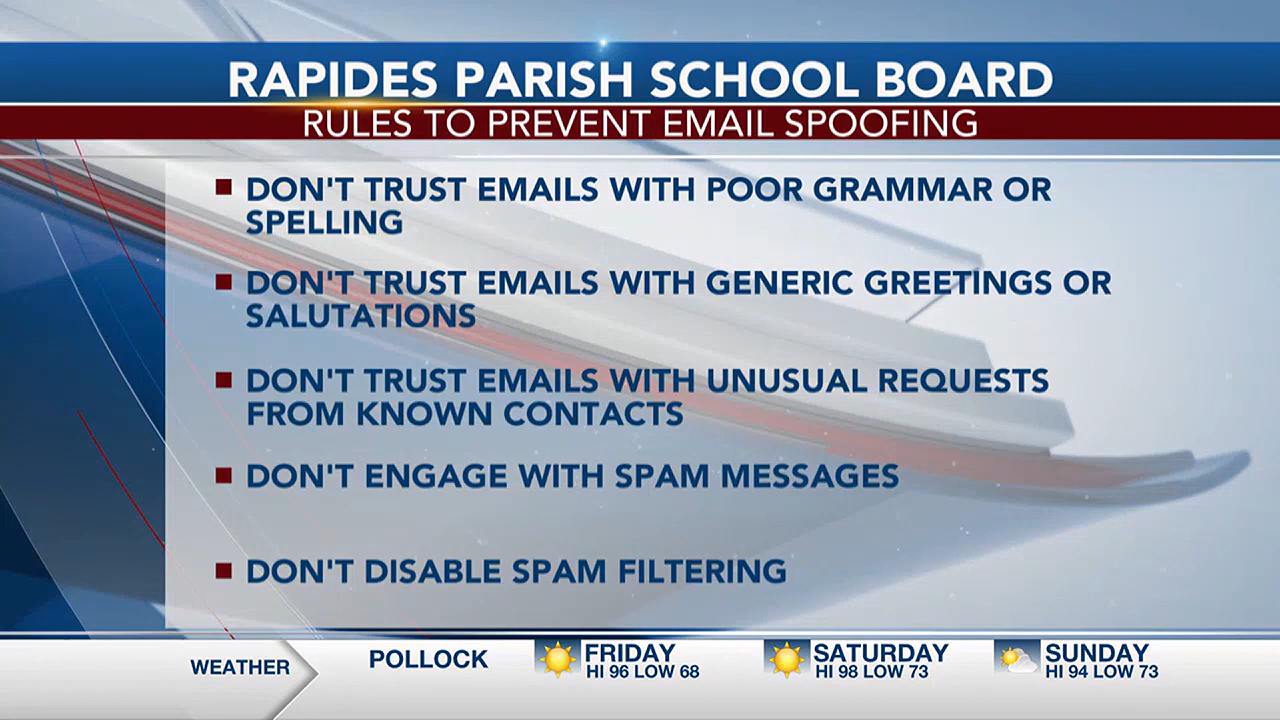 RAPIDES PARISH SCHOOL BOARD
RULES TO PREVENT EMAIL SPOOFING
DON'T TRUST EMAILS WITH POOR GRAMMAR OR
SPELLING
DON'T TRUST EMAILS WITH GENERIC GREETINGS OR
SALUTATIONS
DON'T TRUST EMAILS WITH UNUSUAL REQUESTS
FROM KNOWN CONTACTS
DON'T ENGAGE WITH SPAM MESSAGES
DON'T DISABLE SPAM FILTERING
WEATHER
POLLOCK
FRIDAY
HI 96 LOW 68
SATURDAY
HI 98 LOW 73
SUNDAY
HI 94 LOW 73